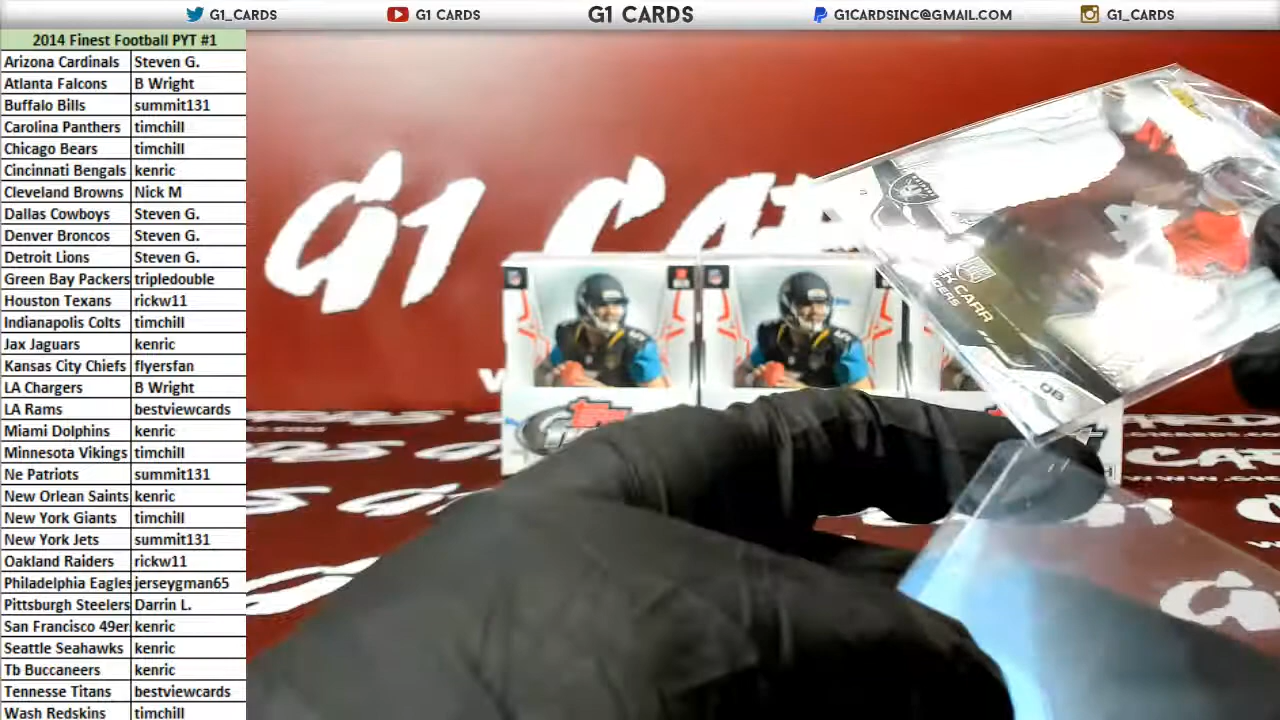 G1_CARDS
G1 CARDS
G1 CARDS
G1CARDSINC@GMAIL.COM
G1_CARDS
2014 Finest Football PYT #1
Arizona Cardinals Steven G.
Atlanta Falcons B Wright
Buffalo Bills summit131
Carolina Panthers timchill
Chicago Bears timchill
Cincinnati Bengals kenric
Cleveland Browns Nick M
Dallas Cowboys Steven G.
Denver Broncos Steven G.
Detroit Lions Steven G.
Green Bay Packers tripledouble
Houston Texans rickw11
Indianapolis Colts timchill
Jax Jaguars kenric
Kansas City Chiefs flyersfan
LA Chargers B Wright
LA Rams bestviewcards
Miami Dolphins kenric
Minnesota Vikings timchill
Ne Patriots summit131
New Orlean Saints kenric
New York Giants timchill
New York Jets summit131
Oakland Raiders rickw11
Philadelphia Eagles jerseygman65
Pittsburgh Steelers Darrin L.
San Francisco 49er kenric
Seattle Seahawks kenric
Tb Buccaneers kenric
Tennesse Titans bestviewcards
Wash Redskins timchill
G1 CAR
CARR
QB
Topps